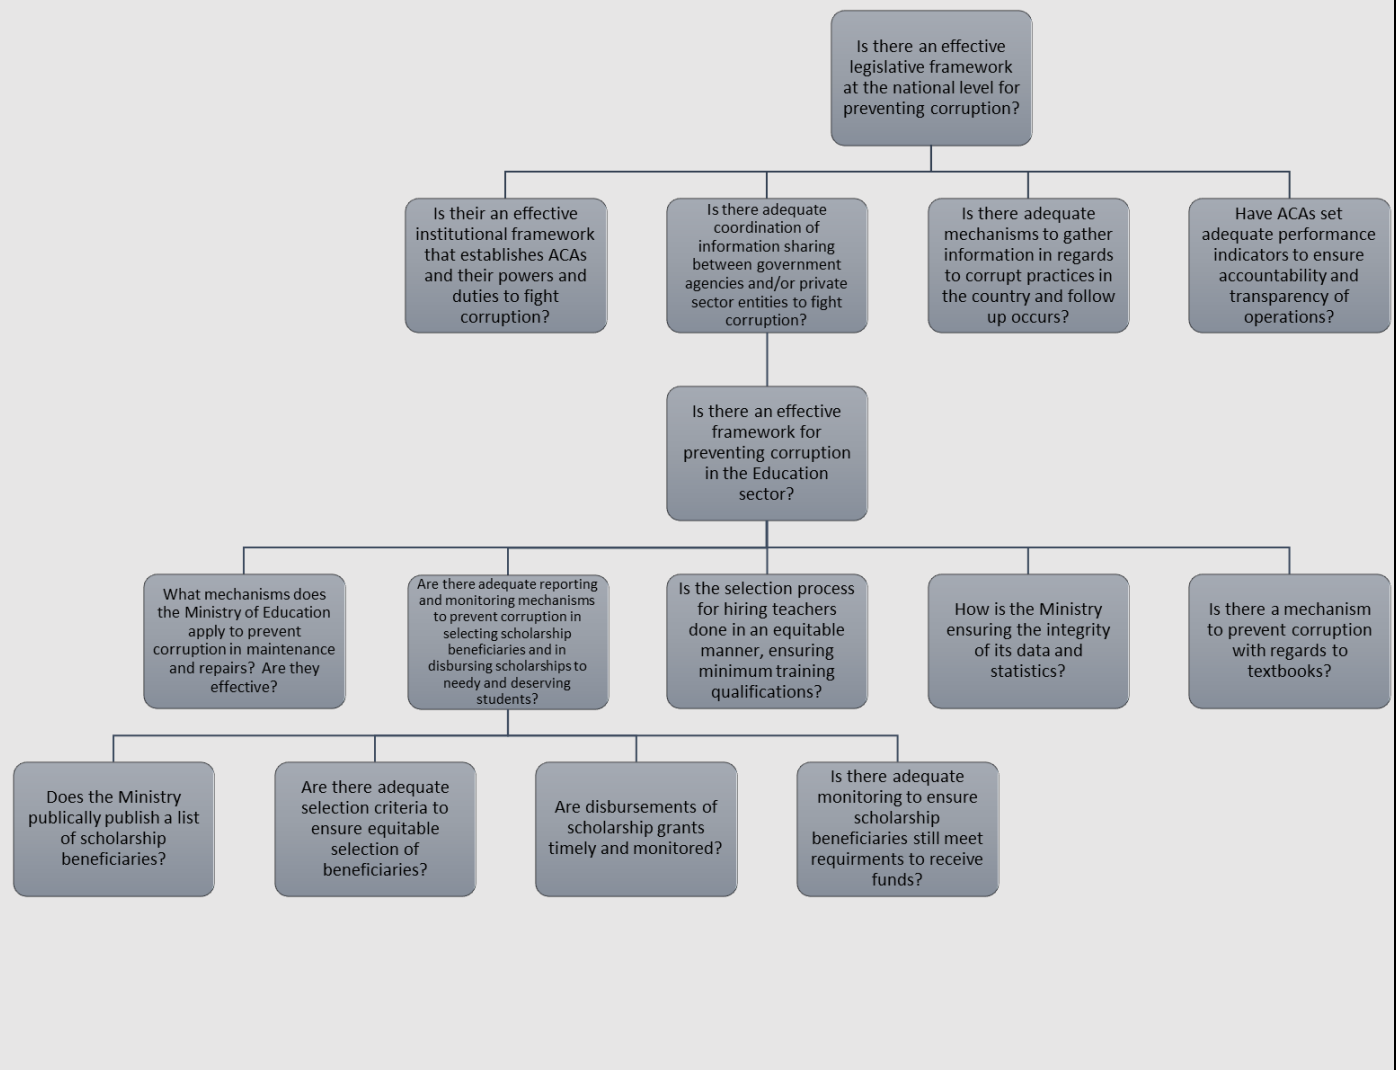 Is there an effective
legislative framework
at the national level for
preventing corruption?
Is their an effective
institutional framework
that establishes ACAs
and their powers and
duties to fight
corruption?
Is there adequate
coordination of
information sharing
between government
agencies and/or private
sector entities to fight
corruption?
Is there adequate
mechanisms to gather
information in regards
to corrupt practices in
the country and follow
up occurs?
Have ACAs set
adequate performance
indicators to ensure
accountability and
transparency of
operations?
Is there an effective
framework for
preventing corruption
in the Education
sector?
What mechanisms does
the Ministry of Education
apply to prevent
corruption in maintenance
and repairs? Are they
effective?
Are there adequate reporting
and monitoring mechanisms
to prevent corruption in
selecting scholarship
beneficiaries and in
disbursing scholarships to
needy and deserving
students?
Is the selection process
for hiring teachers
done in an equitable
manner, ensuring
minimum training
qualifications?
How is the Ministry
ensuring the integrity
of its data and
statistics?
Is there a mechanism
to prevent corruption
with regards to
textbooks?
Does the Ministry
publically publish a list
of scholarship
beneficiaries?
Are there adequate
selection criteria to
ensure equitable
selection of
beneficiaries?
Are disbursements of
scholarship grants
timely and monitored?
Is there adequate
monitoring to ensure
scholarship
beneficiaries still meet
requirments to receive
funds?